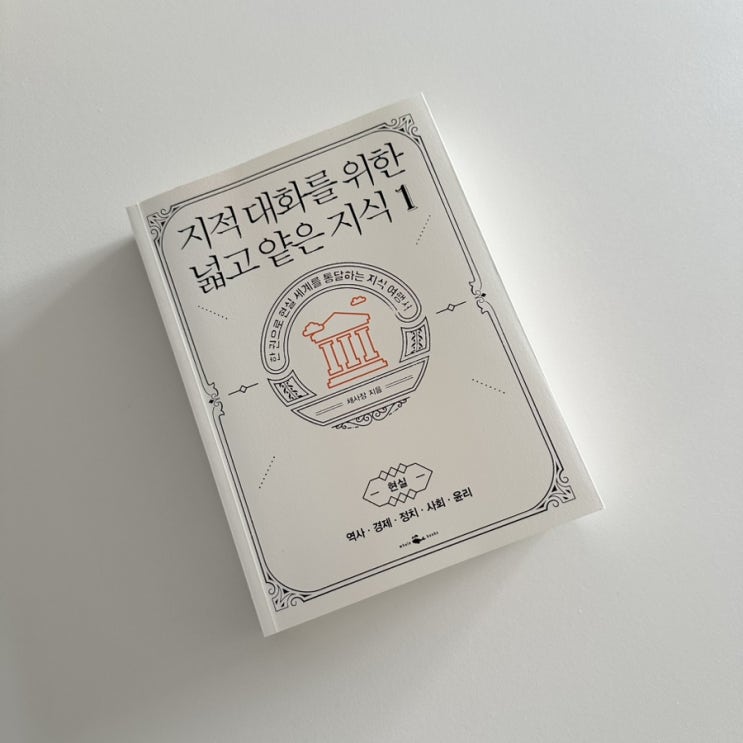 지적 대화를 위한
넓고 얕은 지식 1
한 권으로 현실 세계를 통달하는 지식 여행서
채사장 지음
현실
역사·경제·정치·사회·윤리
whale books